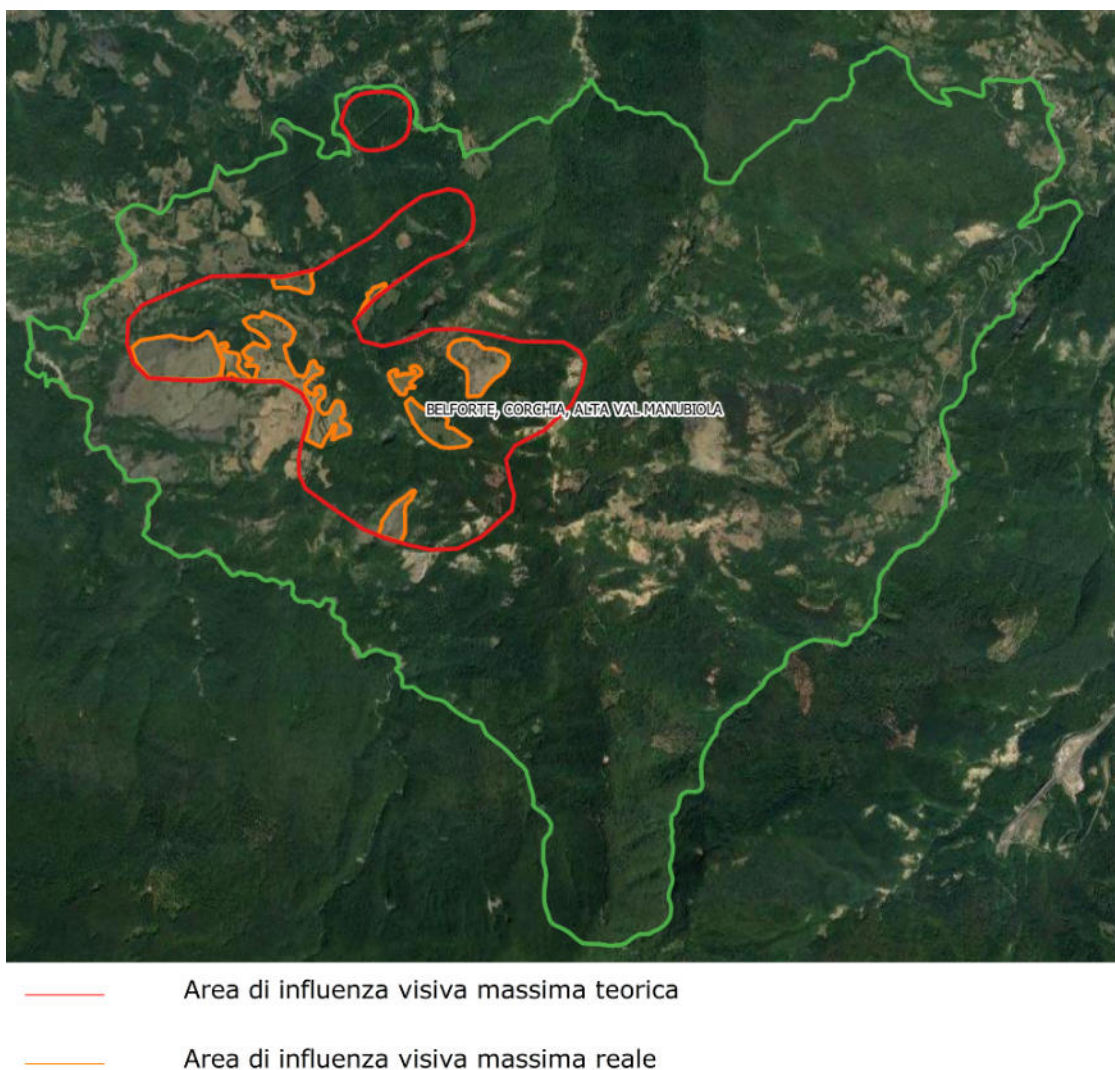 BELFORTE, CORCHIA, ALTA VAL MANUBIOLA
Area di influenza visiva massima teorica
Area di influenza visiva massima reale